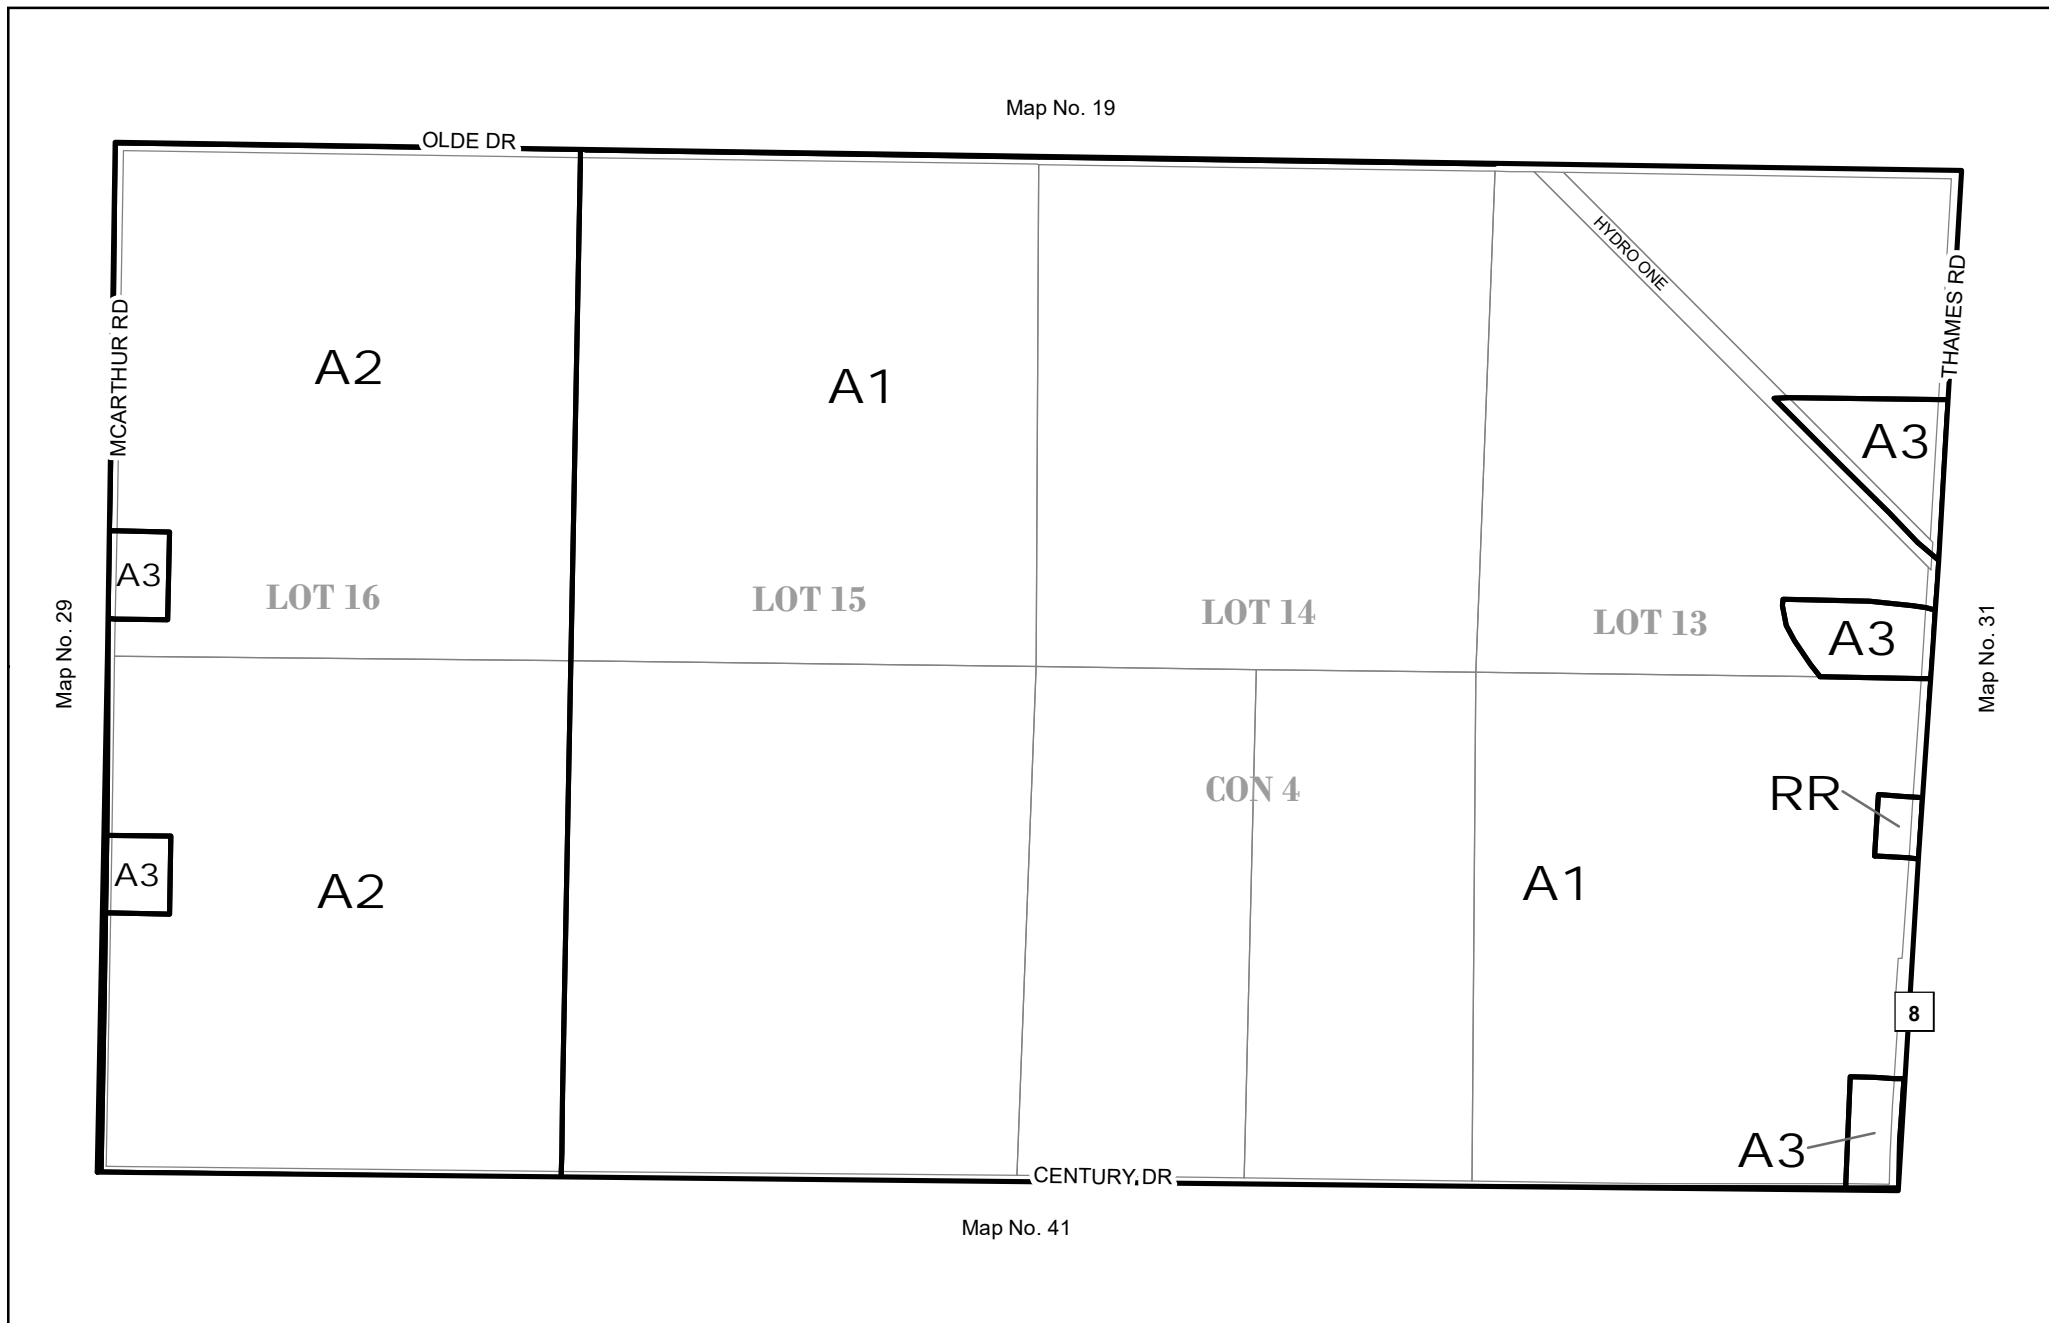 Map No. 19
OLDE DR
HYDRO ONE
THAMES RD
MCARTHUR RD
A2
A1
A3
A3
LOT 16
LOT 15
LOT 14
LOT 13
A3
Map No. 29
Map No. 31
CON 4
RR
A3
A2
A1
8
A3
CENTURY DR
Map No. 41